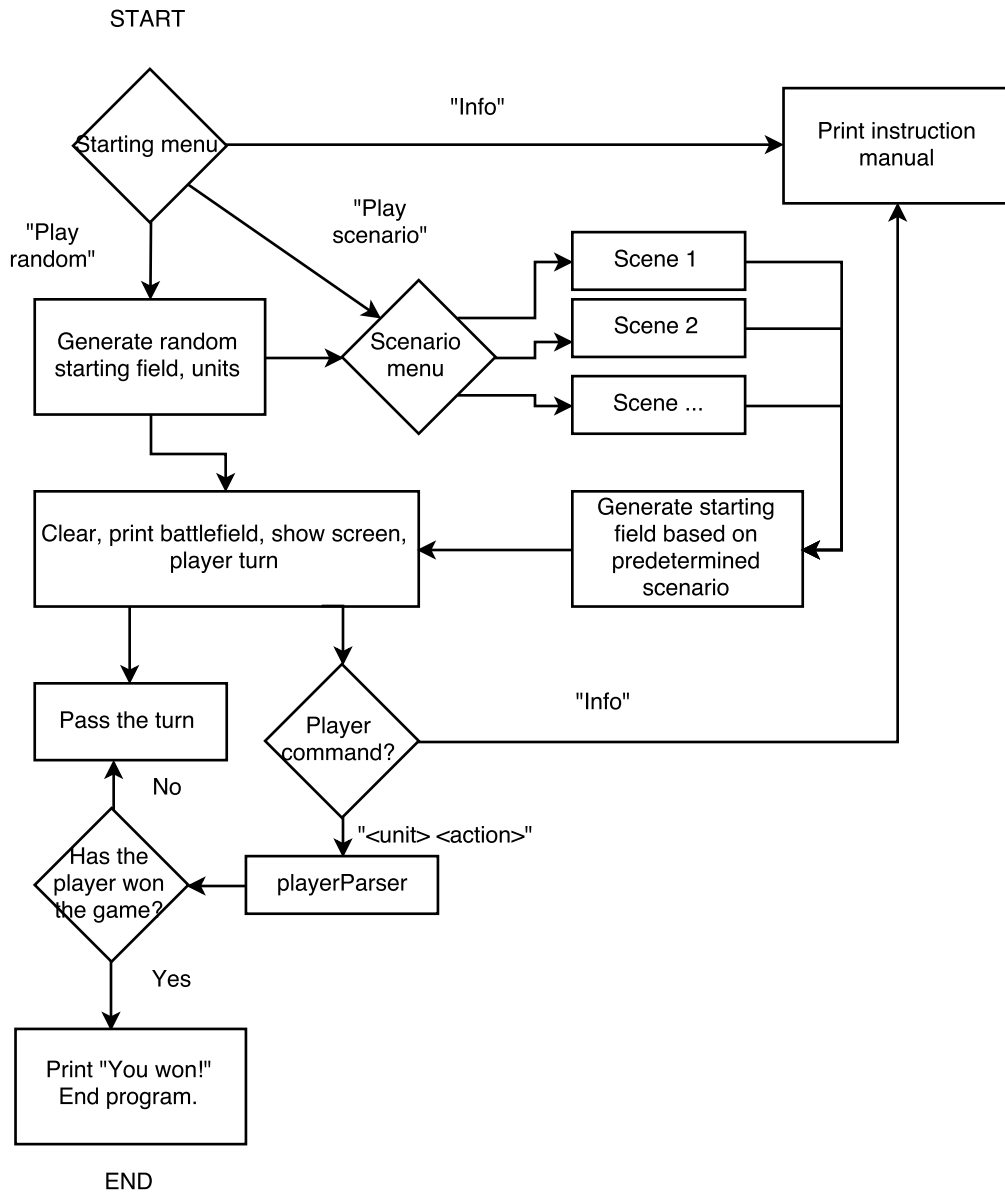 START
"Info"
Starting menu
Print instruction
manual
"Play
scenario"
"Play
random"
Scene 1
Generate random
starting field, units
Scenario
menu
Scene 2
Scene ...
Clear, print battlefield, show screen,
player turn
Generate starting
field based on
predetermined
scenario
"Info"
Pass the turn
Player
command?
No
"<unit> <action>"
Has the
player won
the game?
playerParser
Yes
Print "You won!"
End program.
END